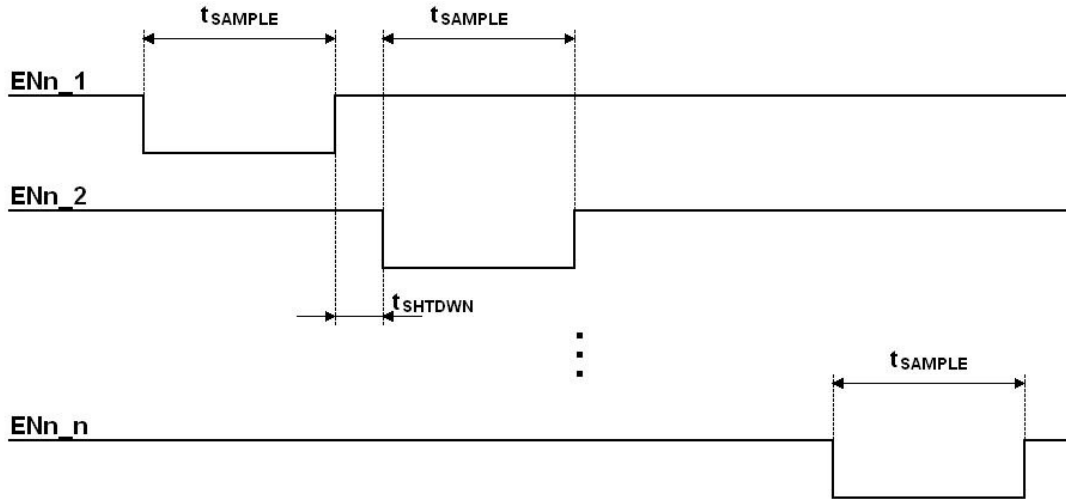 tSAMPLE tSAMPLE
ENn_1
ENn_2
tSHTDWN
tSAMPLE
ENn_n